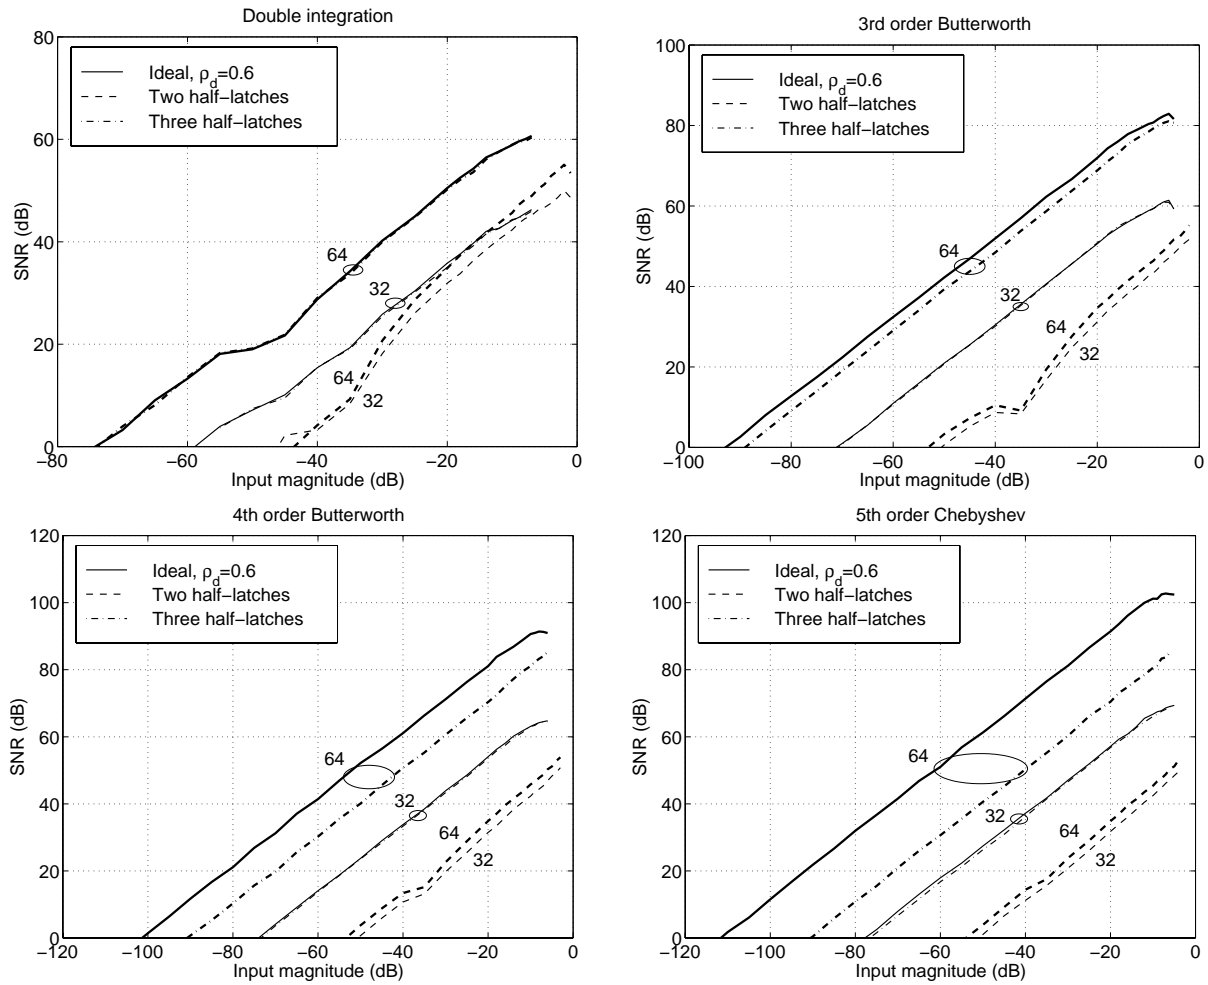 Double integration
80
60
40
20
0
SNR (dB)
Ideal, ρd=0.6
Two half−latches
Three half−latches
64
32
64
32
−80
−60
−40
−20
0
Input magnitude (dB)
3rd order Butterworth
100
80
60
40
20
0
SNR (dB)
Ideal, ρd=0.6
Two half−latches
Three half−latches
64
32
64
32
−100
−80
−60
−40
−20
0
Input magnitude (dB)
4th order Butterworth
120
100
80
60
40
20
0
SNR (dB)
Ideal, ρd=0.6
Two half−latches
Three half−latches
64
32
64
32
−120
−100
−80
−60
−40
−20
0
Input magnitude (dB)
5th order Chebyshev
120
100
80
60
40
20
0
SNR (dB)
Ideal, ρd=0.6
Two half−latches
Three half−latches
64
32
64
32
−120
−100
−80
−60
−40
−20
0
Input magnitude (dB)